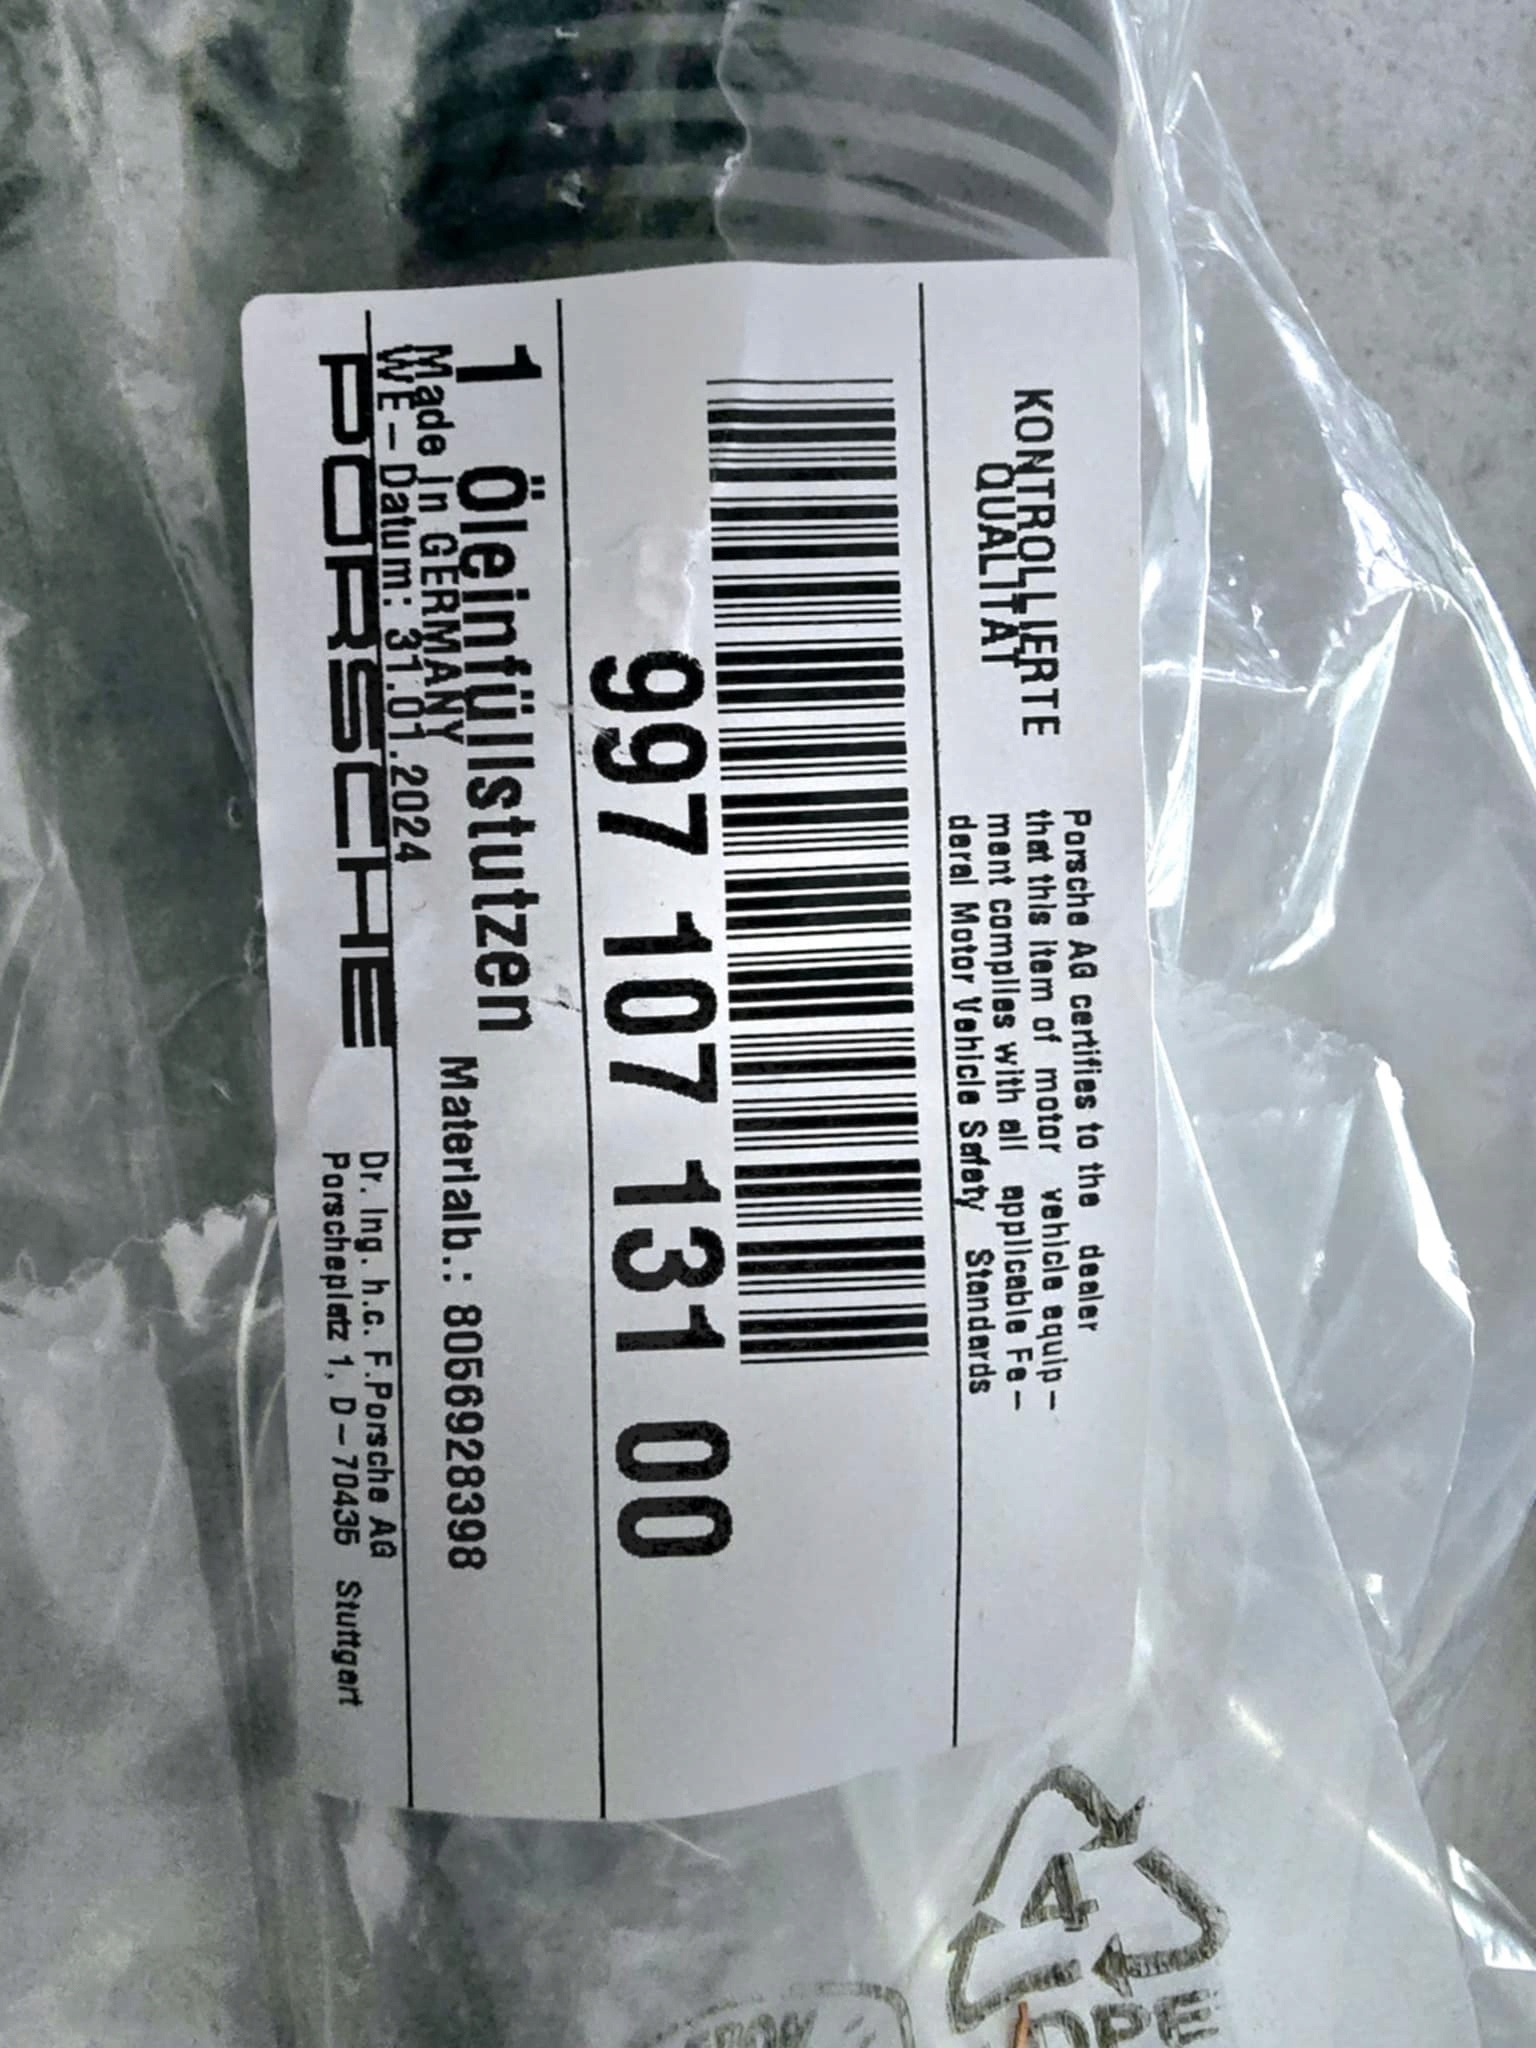 KONTROLLIERTE
QUALITÄT
Porsche AG certifies to the dealer
that this item of motor vehicle equip-
ment complies with all applicable Fe-
deral Motor Vehicle Safety Standards
997 107 131 00
1 Öleinfüllstutzen
Materialb.: 8056928398
Made in GERMANY
WE-Datum: 31.01.2024
PORSCHE
Dr. Ing. h.c. F.Porsche AG
Porscheplatz 1, D-70435 Stuttgart
4